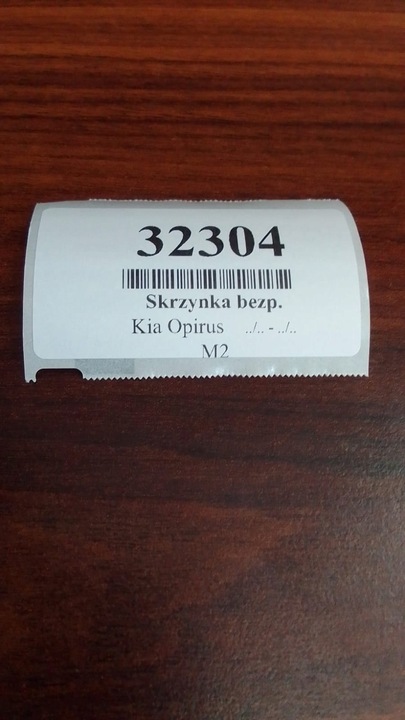 32304
Skrzynka bezp.
Kia Opirus ../.. - ../..
M2